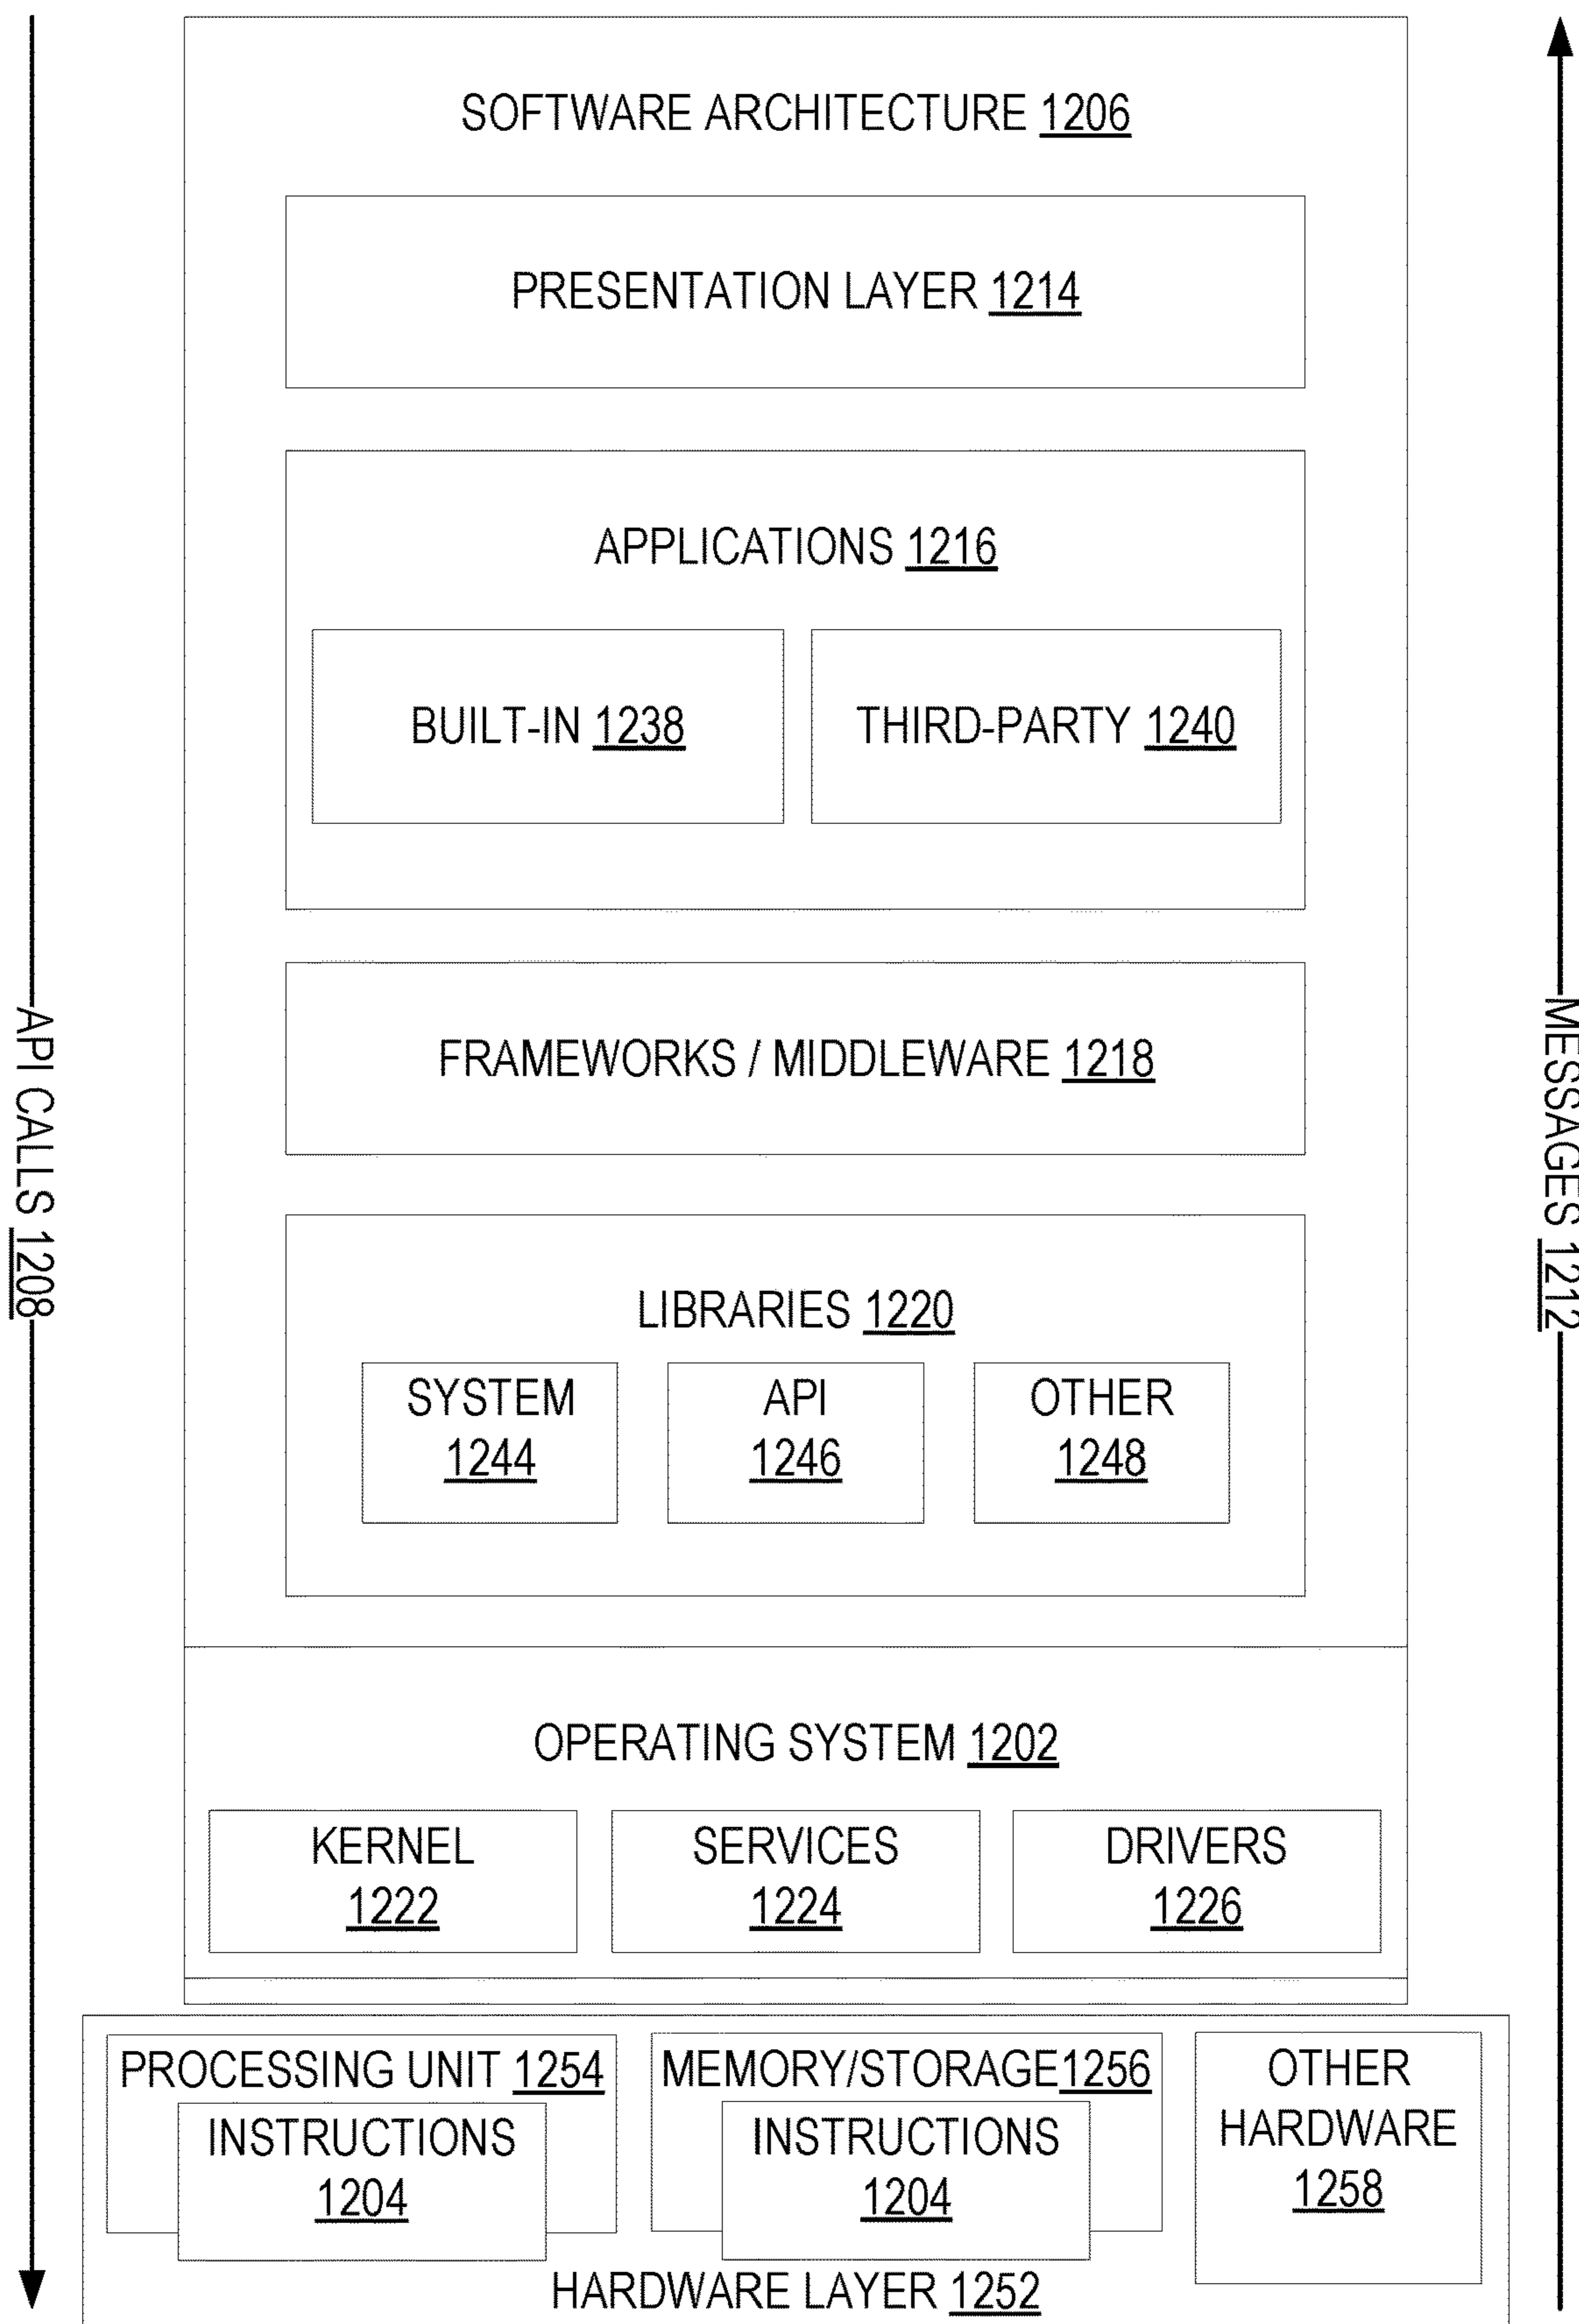 SOFTWARE ARCHITECTURE 1206
PRESENTATION LAYER 1214
APPLICATIONS 1216
BUILT-IN 1238
THIRD-PARTY 1240
FRAMEWORKS / MIDDLEWARE 1218
API CALLS 1208
MESSAGES 1212
LIBRARIES 1220
SYSTEM
1244
API
1246
OTHER
1248
OPERATING SYSTEM 1202
KERNEL
1222
SERVICES
1224
DRIVERS
1226
PROCESSING UNIT 1254
INSTRUCTIONS
1204
MEMORY/STORAGE1256
INSTRUCTIONS
1204
OTHER
HARDWARE
1258
HARDWARE LAYER 1252